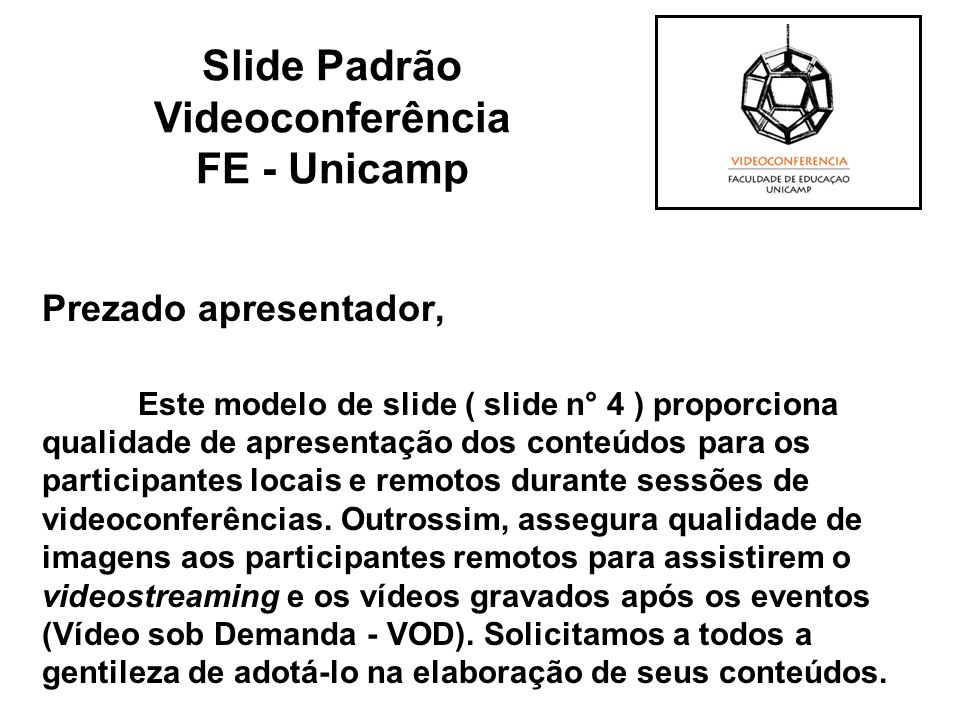 Slide Padrão
Videoconferência
FE - Unicamp
VIDEOCONFERENCIA
FACULDADE DE EDUCAÇAO
UNICAMP
Prezado apresentador,
Este modelo de slide ( slide n° 4 ) proporciona
qualidade de apresentação dos conteúdos para os
participantes locais e remotos durante sessões de
videoconferências. Outrossim, assegura qualidade de
imagens aos participantes remotos para assistirem o
videostreaming e os vídeos gravados após os eventos
(Vídeo sob Demanda - VOD). Solicitamos a todos a
gentileza de adotá-lo na elaboração de seus conteúdos.